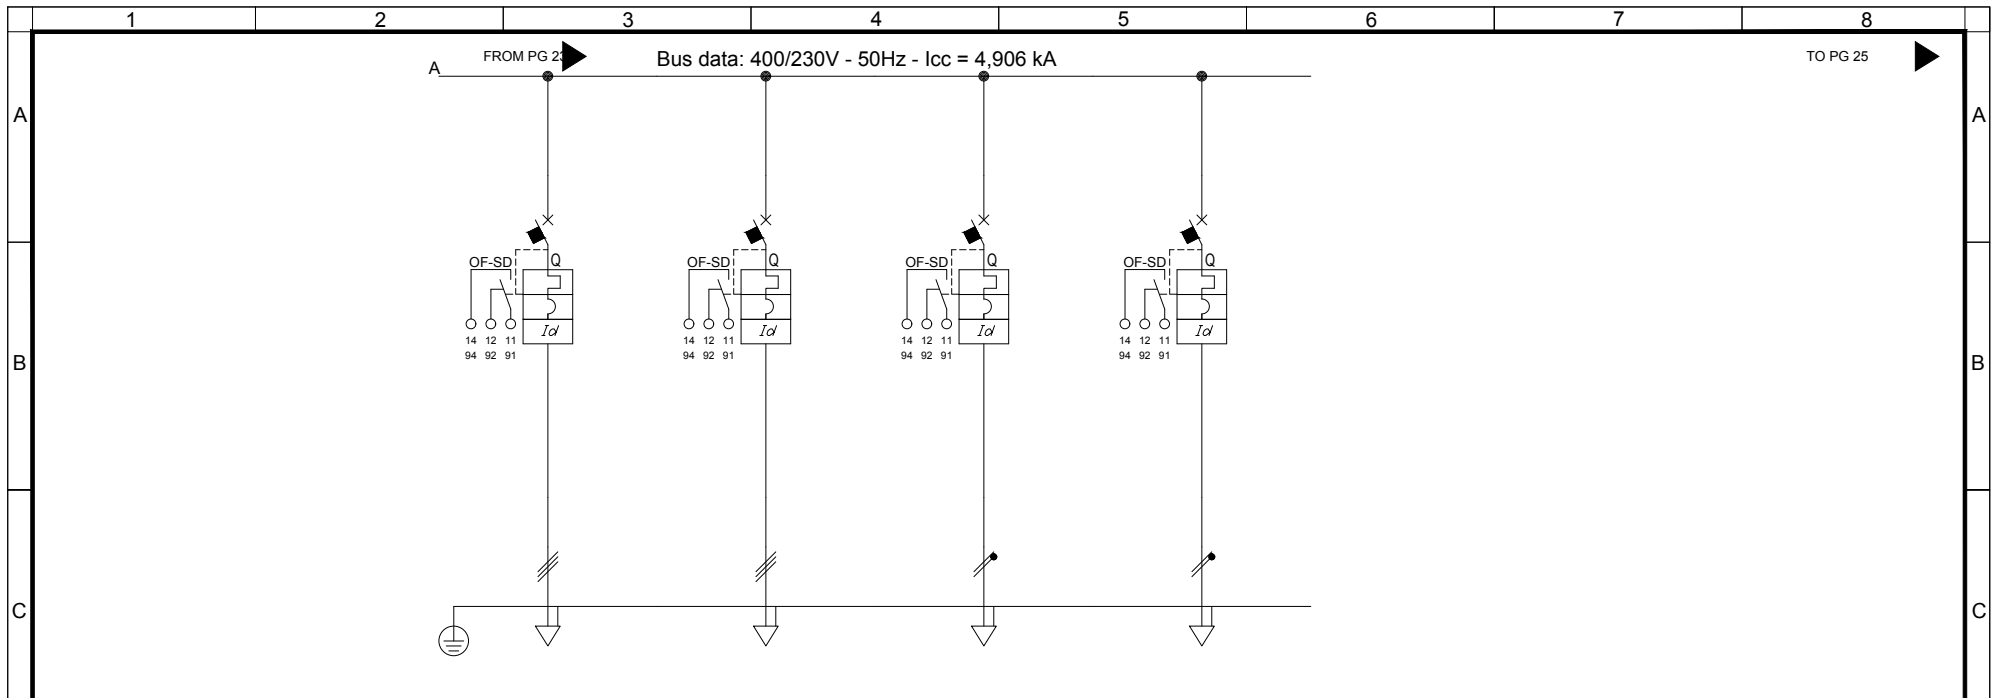 1 2 3 4 5 6 7 8
FROM PG 23 Bus data: 400/230V - 50Hz - Icc = 4,906 kA TO PG 25
A
A A
OF-SD Q OF-SD Q OF-SD Q OF-SD Q
Id Id Id Id
14 12 11 14 12 11 14 12 11 14 12 11
94 92 91 94 92 91 94 92 91 94 92 91
B B
C C